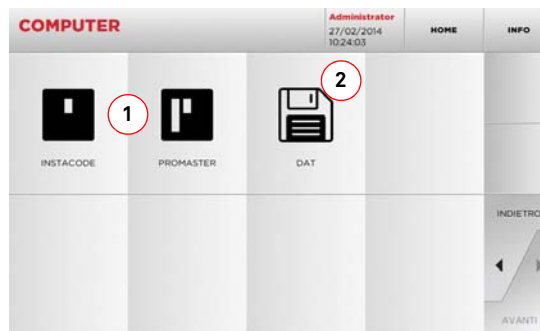 COMPUTER
Administrator
27/02/2014
10:24:03
HOME
INFO
1
2
INSTACODE
PROMASTER
DAT
INDIETRO
AVANTI